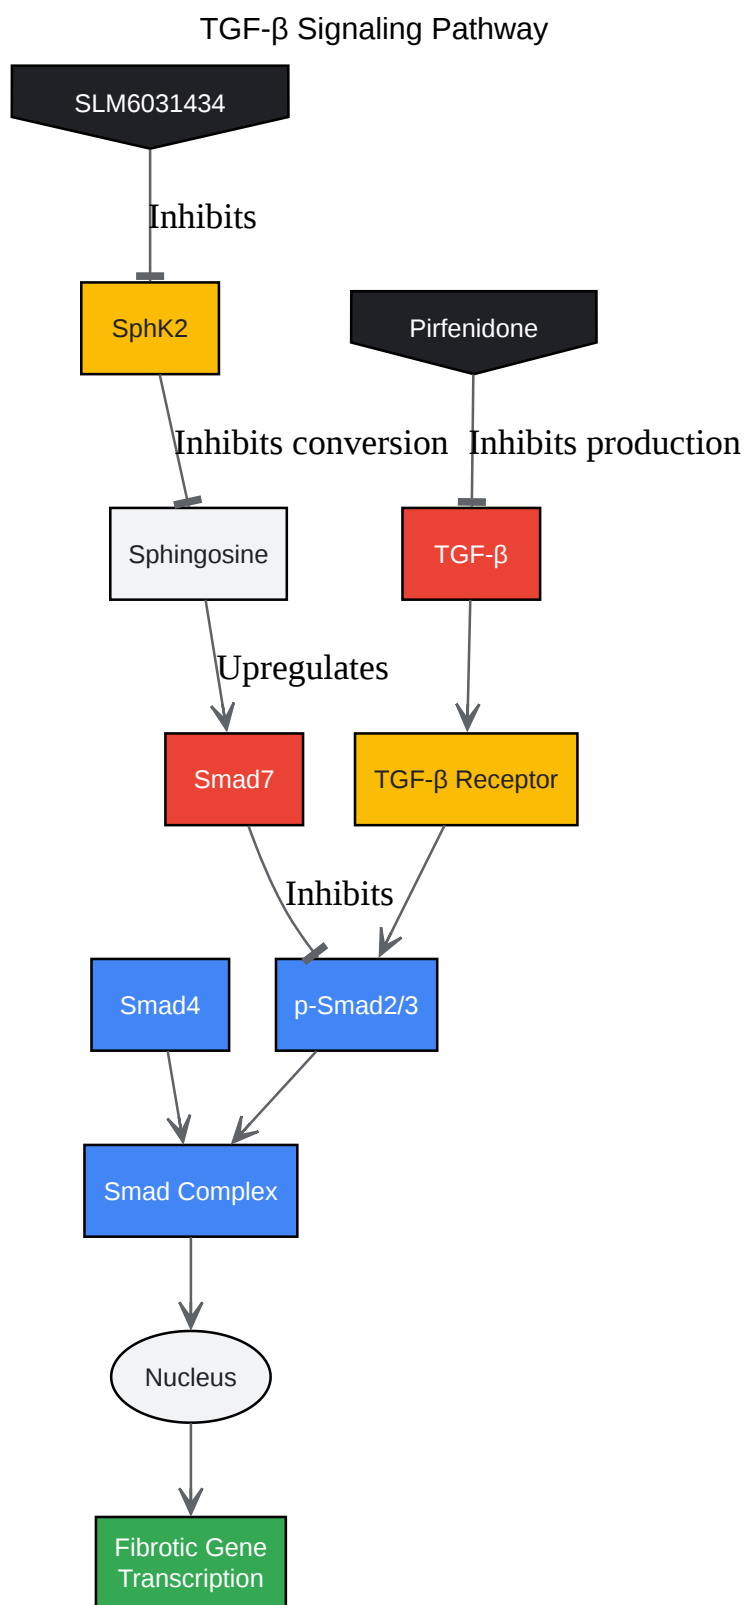 TGF-β Signaling Pathway
SLM6031434
Inhibits
SphK2
Pirfenidone
Inhibits conversion
Inhibits production
Sphingosine
TGF-β
Upregulates
Smad7
TGF-β Receptor
Inhibits
Smad4
p-Smad2/3
Smad Complex
Nucleus
Fibrotic Gene
Transcription